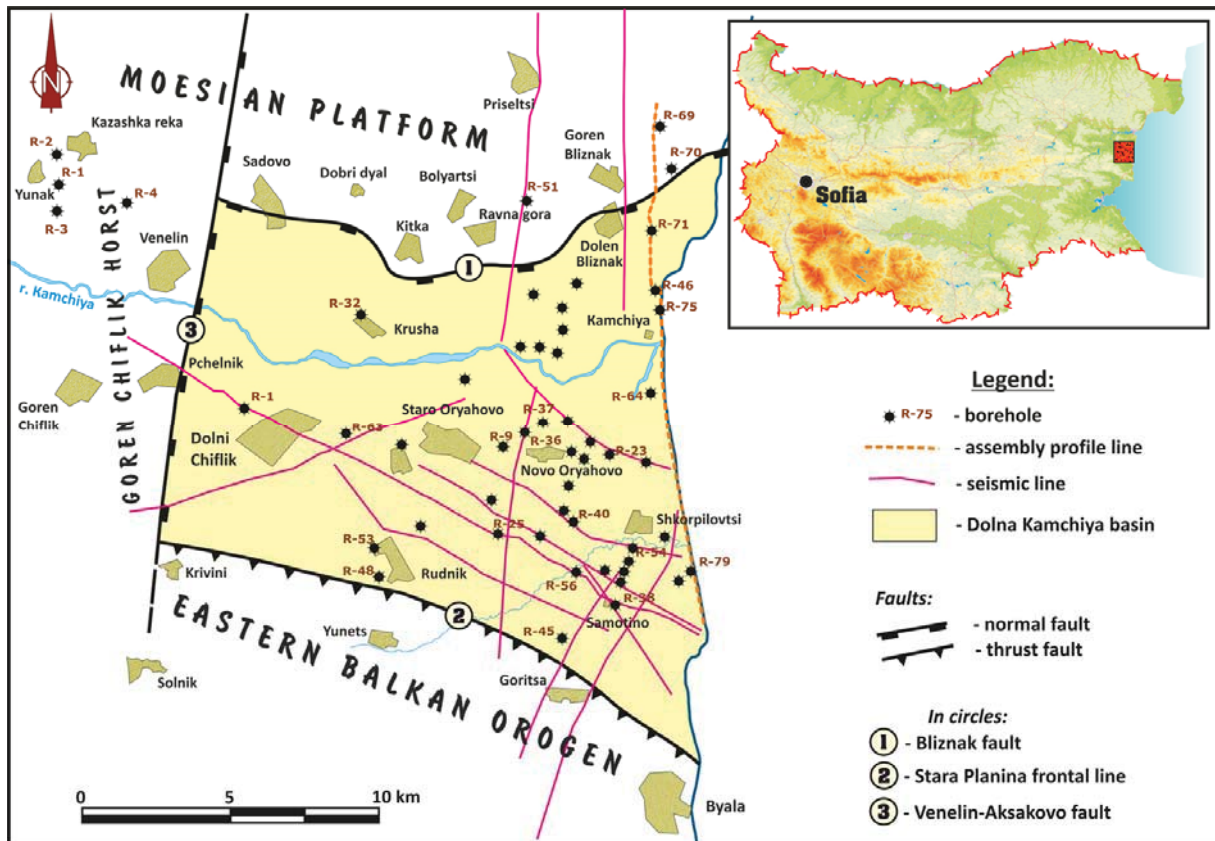 N
MOESIAN PLATFORM
Priseltsi
Kazashka reka
R-2
R-1
Yunak
R-3
R-4
Sadovo
Dobri dyal
Bolyartsi
Goren
Bliznak
R-69
R-70
R-51
Ravna gora
Kitka
Venelin
R-71
Dolen
Bliznak
1
GOREN CHIFLIK HORST
r. Kamchiya
R-46
R-75
R-32
Krusha
Kamchiya
3
Pchelnik
Goren
Chiflik
R-1
R-64
Staro Oryahovo
R-37
R-63
R-9
R-36
R-23
Dolni
Chiflik
Novo Oryahovo
R-40
Shkorpilovtsi
R-25
R-53
R-54
R-79
R-48
Rudnik
R-56
Krivini
R-38
Samotino
2
Yunets
R-45
Solnik
Goritsa
EASTERN BALKAN OROGEN
Byala
0 5 10 km
Sofia
Legend:
R-75 - borehole
- assembly profile line
- seismic line
- Dolna Kamchiya basin
Faults:
- normal fault
- thrust fault
In circles:
1 - Bliznak fault
2 - Stara Planina frontal line
3 - Venelin-Aksakovo fault